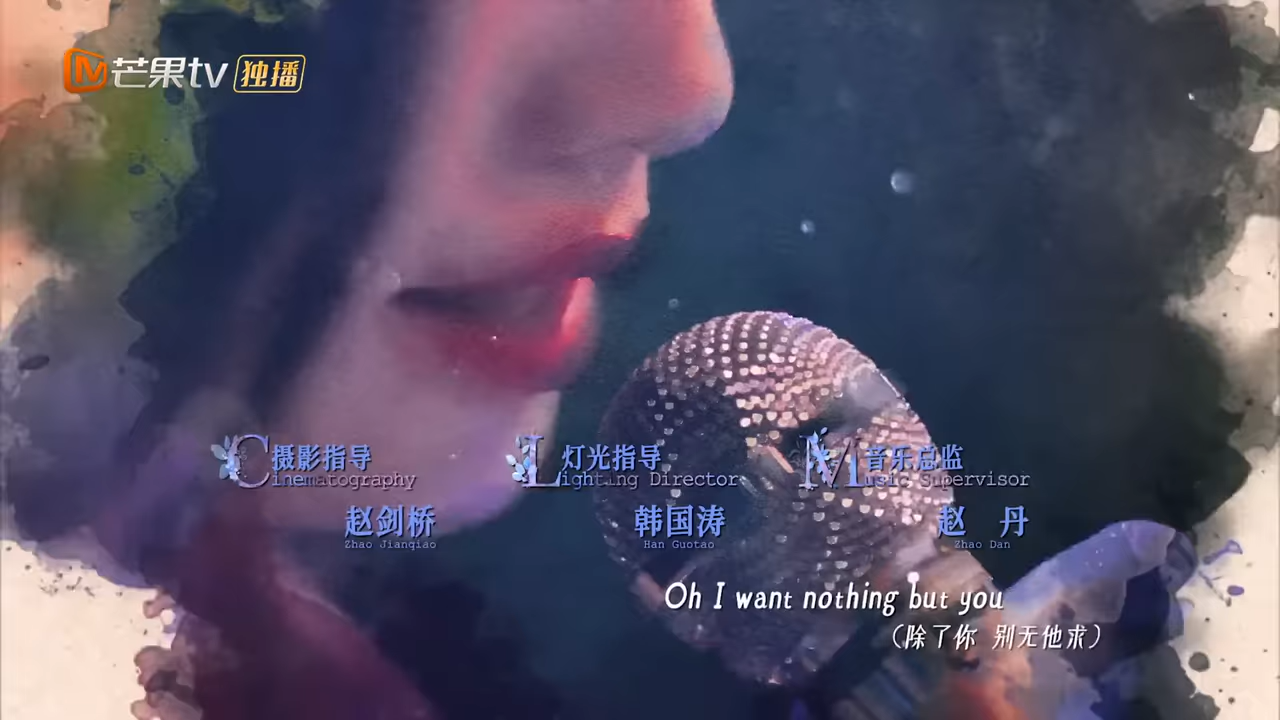 芒果tv 独播
摄影指导 灯光指导 音乐总监
Cinematography Lighting Director Music Supervisor
赵剑桥 韩国涛 赵 丹
Zhao Jianqiao Han Guotao Zhao Dan
Oh I want nothing but you
（除了你 别无他求）